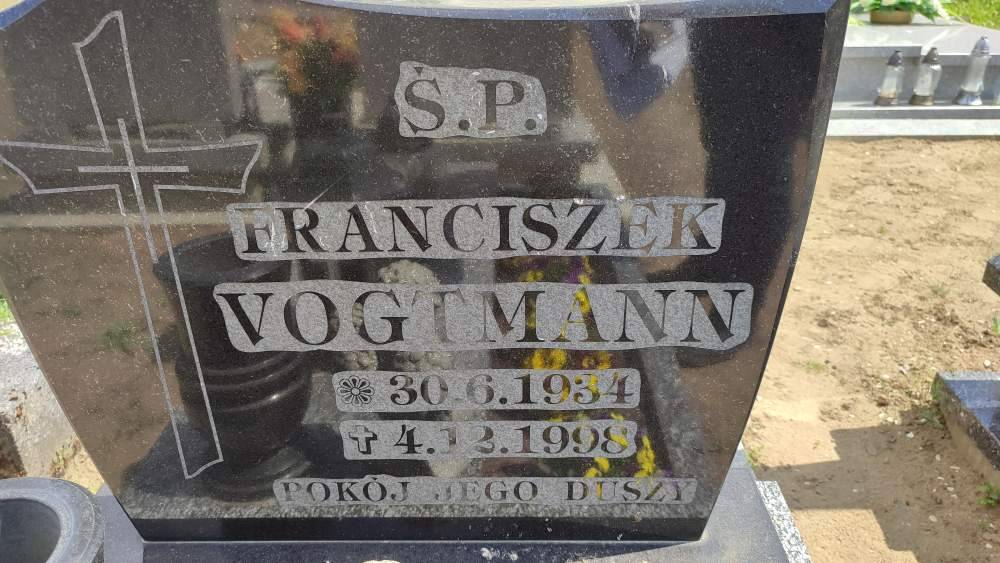 Ś.P.
FRANCISZEK
VOGTMANN
30.6.1934
4.12.1998
POKÓJ JEGO DUSZY